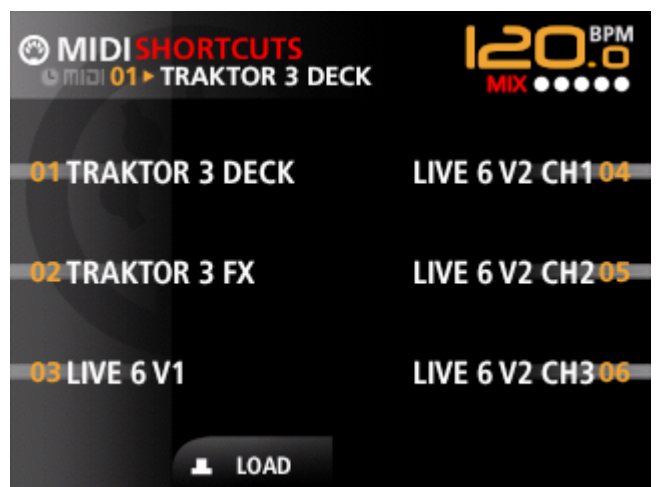 MIDI SHORTCUTS
MIDI 01 ▸ TRAKTOR 3 DECK
120.0 BPM
MIX
01 TRAKTOR 3 DECK
LIVE 6 V2 CH1 04
02 TRAKTOR 3 FX
LIVE 6 V2 CH2 05
03 LIVE 6 V1
LIVE 6 V2 CH3 06
LOAD